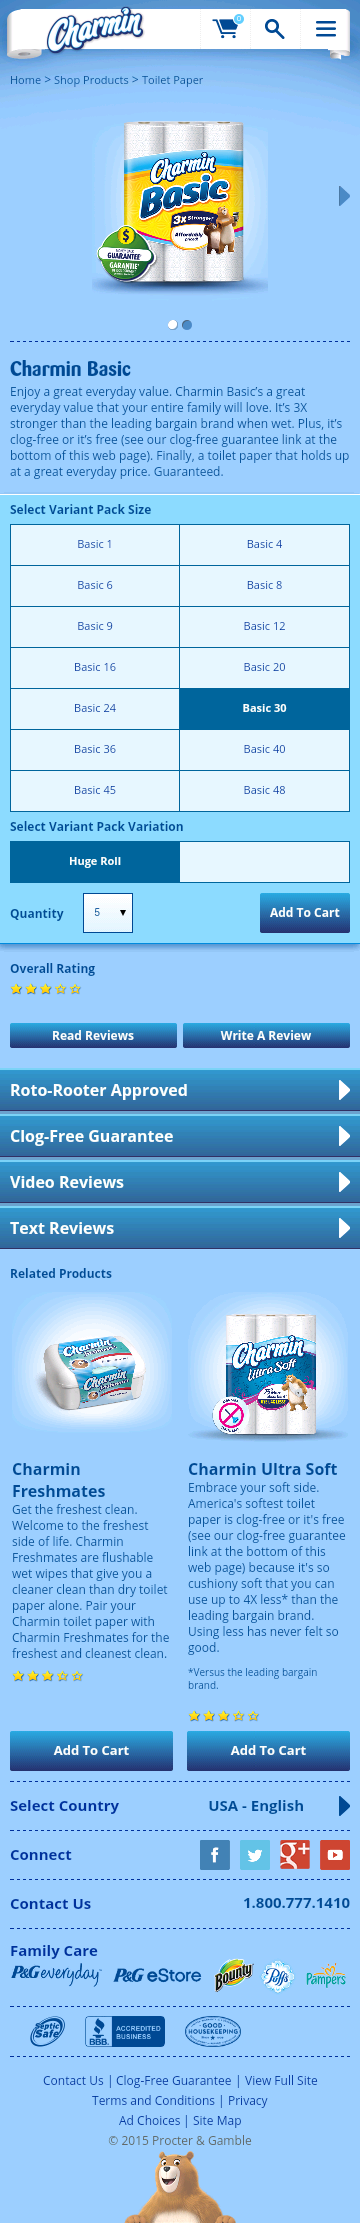 Charmin
0
Home > Shop Products > Toilet Paper
Charmin
Basic
3x Stronger*
Affordably
priced!
$
GUARANTEE
GARANTIE
Charmin Basic
Enjoy a great everyday value. Charmin Basic's a great
everyday value that your entire family will love. It's 3X
stronger than the leading bargain brand when wet. Plus, it's
clog-free or it's free (see our clog-free guarantee link at the
bottom of this web page). Finally, a toilet paper that holds up
at a great everyday price. Guaranteed.
Select Variant Pack Size
Basic 1 Basic 4
Basic 6 Basic 8
Basic 9 Basic 12
Basic 16 Basic 20
Basic 24 Basic 30
Basic 36 Basic 40
Basic 45 Basic 48
Select Variant Pack Variation
Huge Roll
Quantity 5 Add To Cart
Overall Rating
Read Reviews Write A Review
Roto-Rooter Approved
Clog-Free Guarantee
Video Reviews
Text Reviews
Related Products
Charmin
Charmin
Charmin
Ultra Soft
Charmin
Freshmates
Get the freshest clean.
Welcome to the freshest
side of life. Charmin
Freshmates are flushable
wet wipes that give you a
cleaner clean than dry toilet
paper alone. Pair your
Charmin toilet paper with
Charmin Freshmates for the
freshest and cleanest clean.
Charmin Ultra Soft
Embrace your soft side.
America's softest toilet
paper is clog-free or it's free
(see our clog-free guarantee
link at the bottom of this
web page) because it's so
cushiony soft that you can
use up to 4X less* than the
leading bargain brand.
Using less has never felt so
good.
*Versus the leading bargain
brand.
Add To Cart Add To Cart
Select Country USA - English
Connect f g+
Contact Us 1.800.777.1410
Family Care
P&G everyday P&G eStore Bounty Puffs Pampers
Septic Safe BBB. ACCREDITED BUSINESS GOOD HOUSEKEEPING
Contact Us | Clog-Free Guarantee | View Full Site
Terms and Conditions | Privacy
Ad Choices | Site Map
© 2015 Procter & Gamble